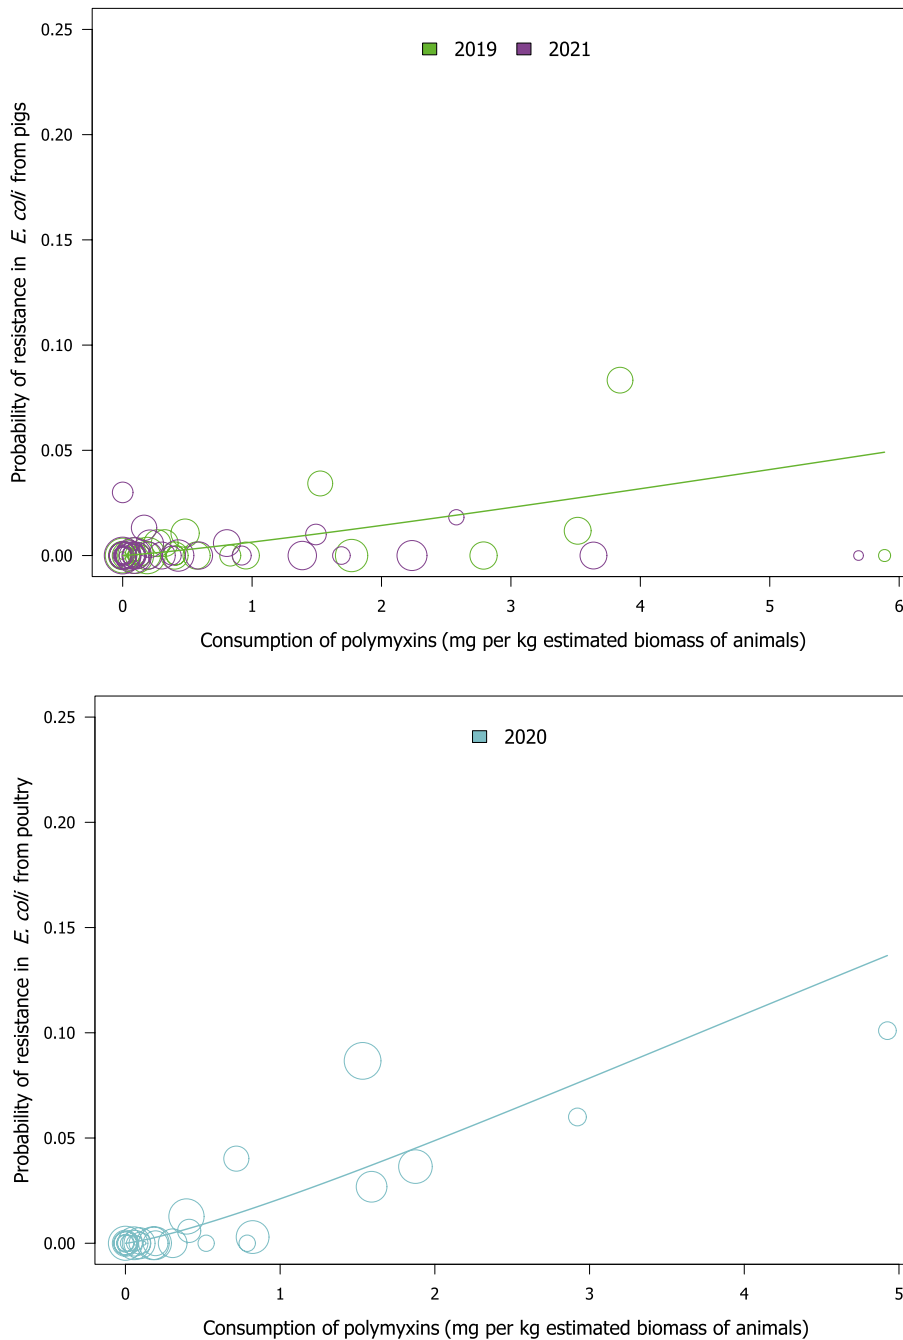 0.25
0.20
0.15
0.10
0.05
0.00
Probability of resistance in E. coli from pigs
2019 2021
0 1 2 3 4 5 6
Consumption of polymyxins (mg per kg estimated biomass of animals)
0.25
0.20
0.15
0.10
0.05
0.00
Probability of resistance in E. coli from poultry
2020
0 1 2 3 4 5
Consumption of polymyxins (mg per kg estimated biomass of animals)